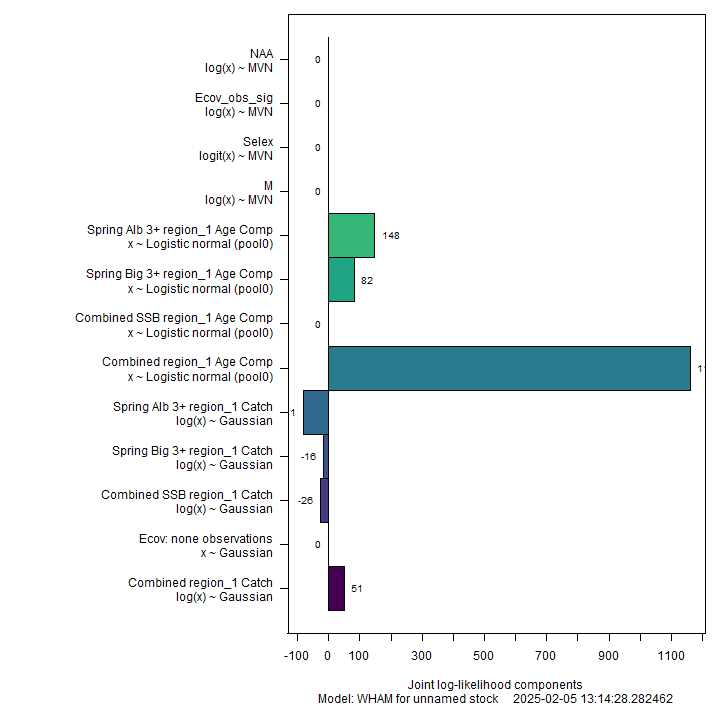 NAA
log(x) ~ MVN
0
Ecov_obs_sig
log(x) ~ MVN
0
Selex
logit(x) ~ MVN
0
M
log(x) ~ MVN
0
Spring Alb 3+ region_1 Age Comp
x ~ Logistic normal (pool0)
148
Spring Big 3+ region_1 Age Comp
x ~ Logistic normal (pool0)
82
Combined SSB region_1 Age Comp
x ~ Logistic normal (pool0)
0
Combined region_1 Age Comp
x ~ Logistic normal (pool0)
Spring Alb 3+ region_1 Catch
log(x) ~ Gaussian
1
Spring Big 3+ region_1 Catch
log(x) ~ Gaussian
-16
Combined SSB region_1 Catch
log(x) ~ Gaussian
-26
Ecov: none observations
x ~ Gaussian
0
Combined region_1 Catch
log(x) ~ Gaussian
51
-100 0 100 300 500 700 900 1100
Joint log-likelihood components
Model: WHAM for unnamed stock 2025-02-05 13:14:28.282462